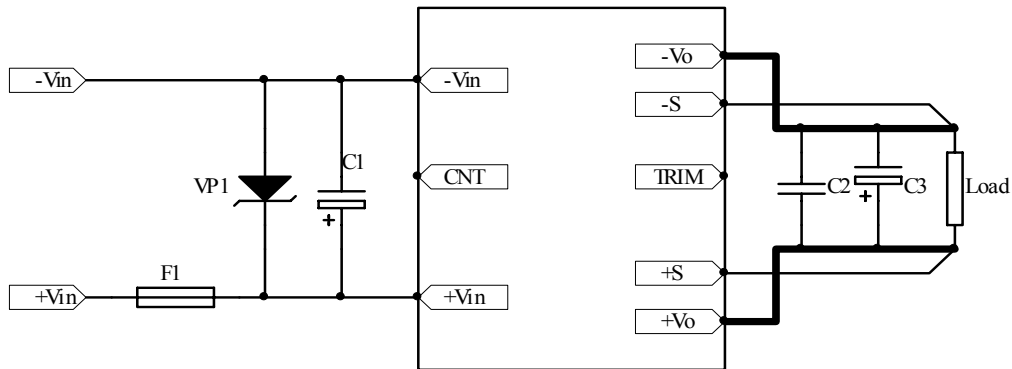 -Vin
-Vin
-Vo
-S
VP1
C1
CNT
TRIM
C2
C3
Load
+
+
F1
+S
+Vin
+Vin
+Vo